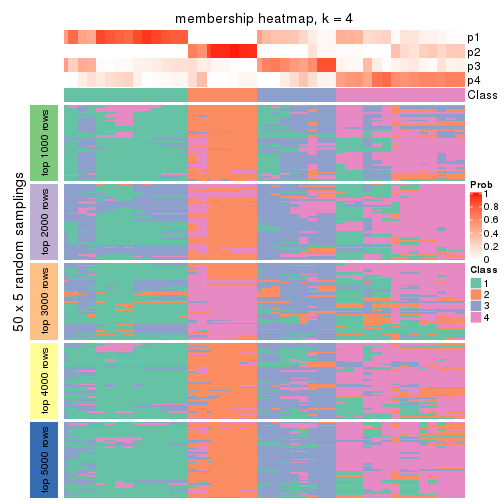 membership heatmap, k = 4
p1
p2
p3
p4
Class
50 x 5 random samplings
top 1000 rows
top 2000 rows
top 3000 rows
top 4000 rows
top 5000 rows
Prob
1
0.8
0.6
0.4
0.2
0
Class
1
2
3
4